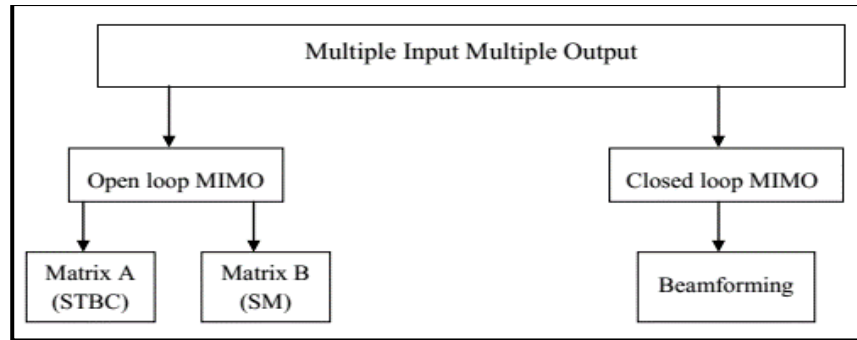 Multiple Input Multiple Output
Open loop MIMO
Closed loop MIMO
Matrix A
(STBC)
Matrix B
(SM)
Beamforming